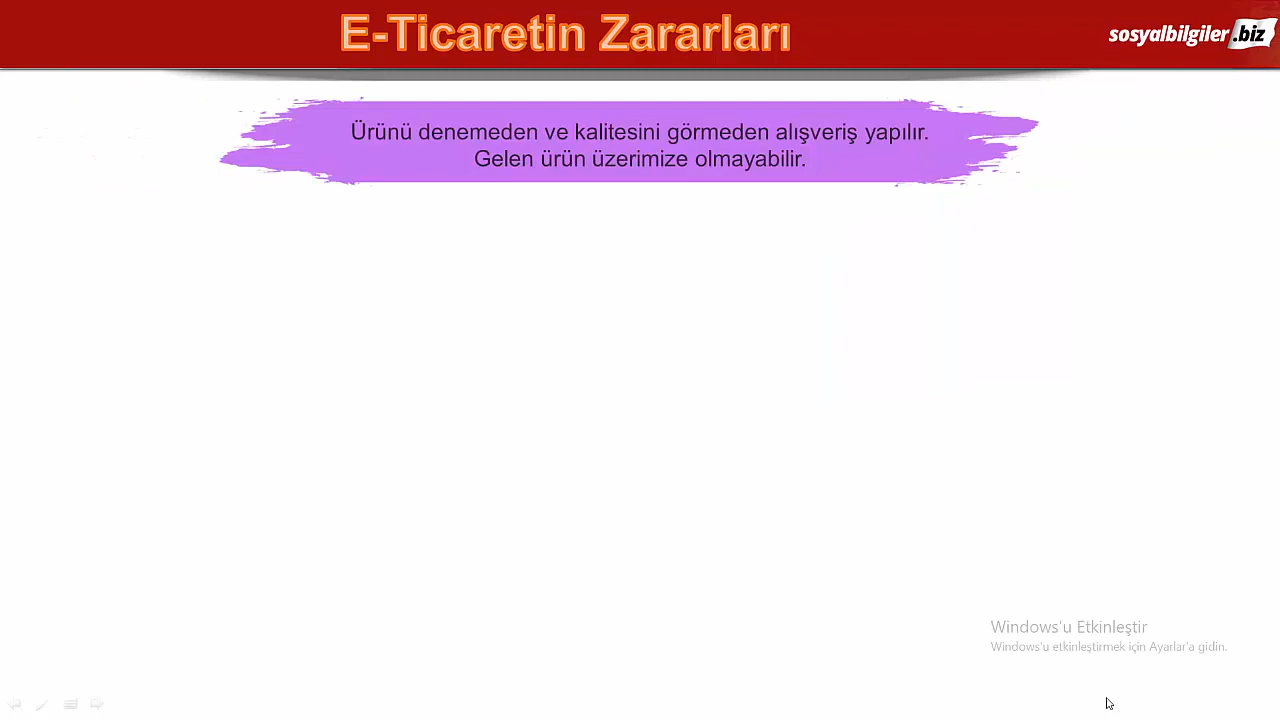 E-Ticaretin Zararları
sosyalbilgiler.biz
Ürünü denemeden ve kalitesini görmeden alışveriş yapılır.
Gelen ürün üzerimize olmayabilir.
Windows'u Etkinleştir
Windows'u etkinleştirmek için Ayarlar'a gidin.